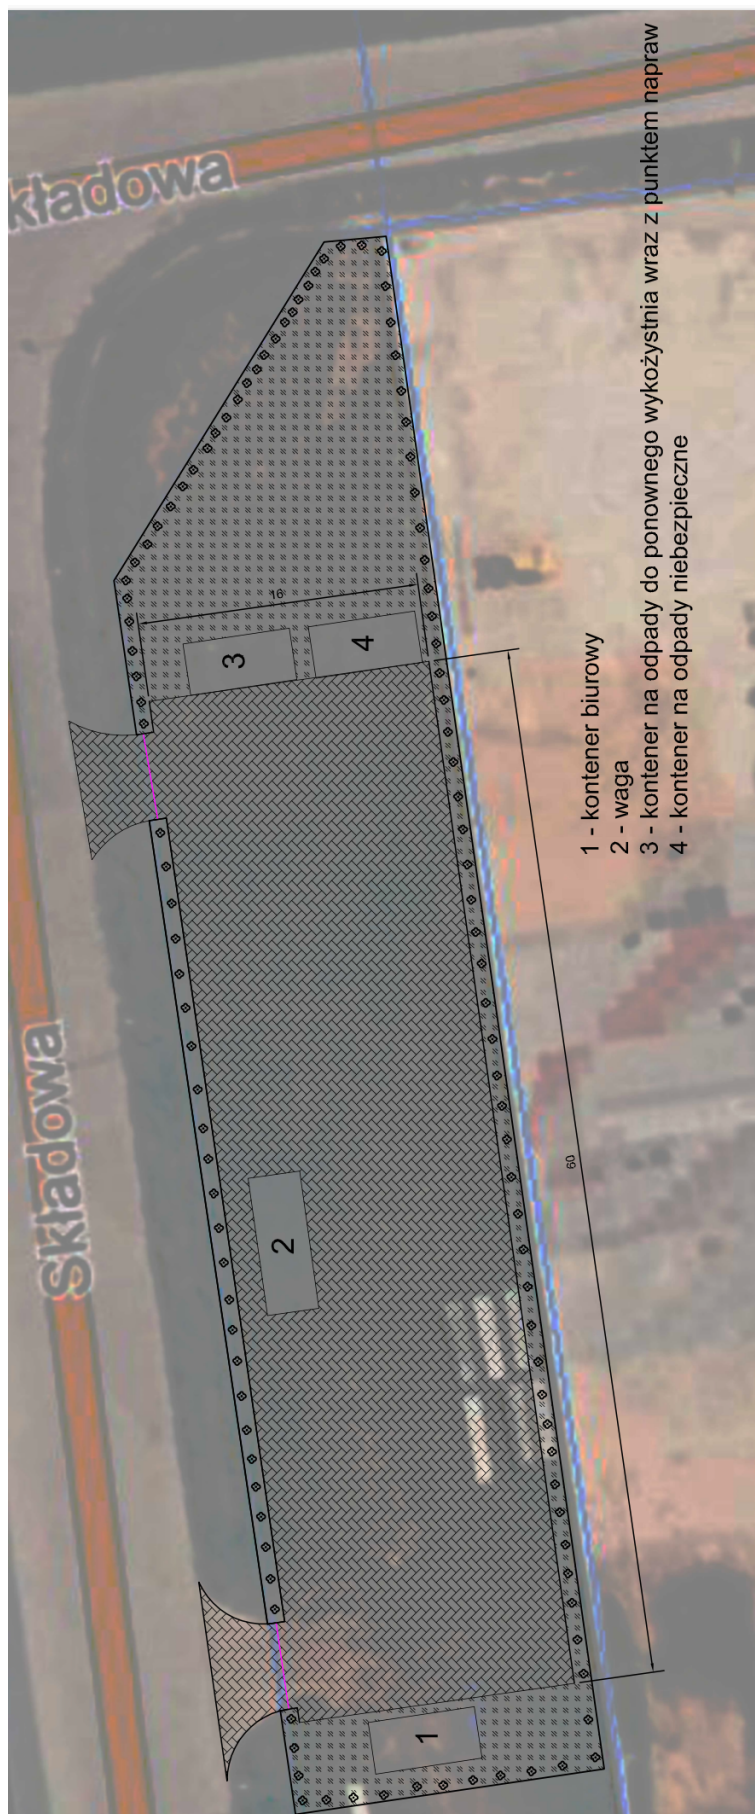 kładowa
Składowa
16
60
1
2
3
4
1 - kontener biurowy
2 - waga
3 - kontener na odpady do ponownego wykożystnia wraz z punktem napraw
4 - kontener na odpady niebezpieczne